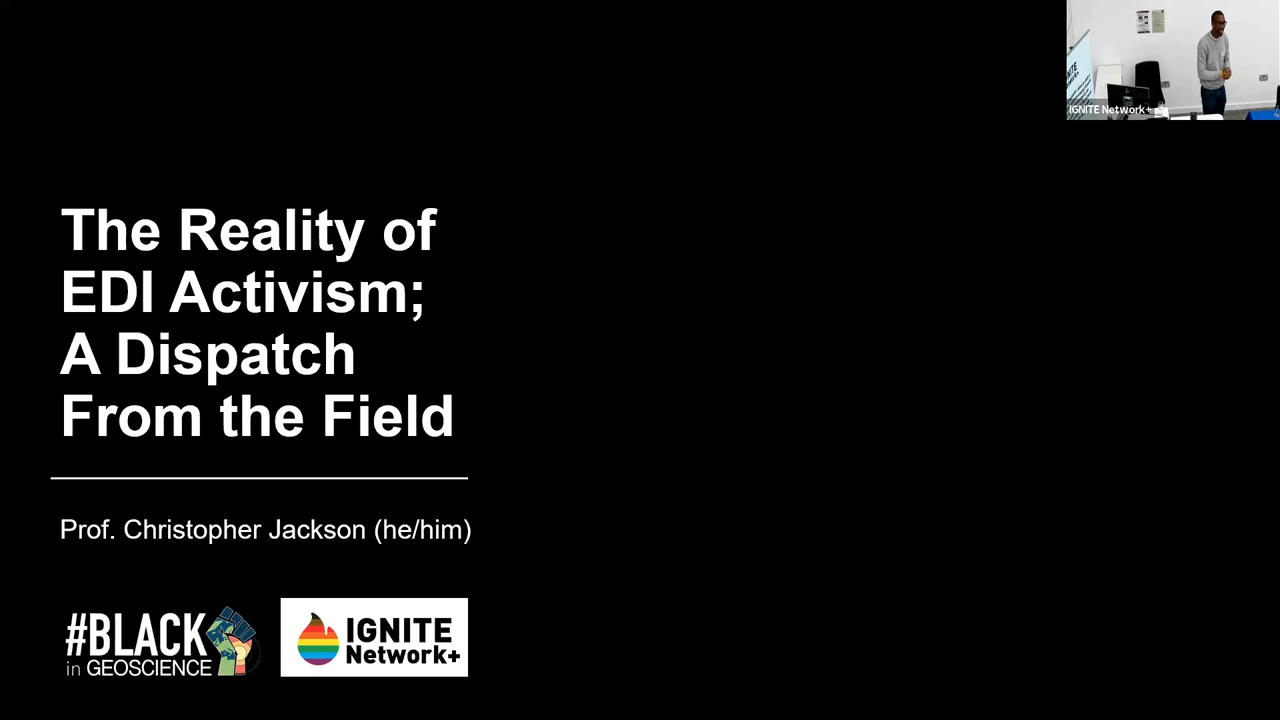 The Reality of
EDI Activism;
A Dispatch
From the Field
Prof. Christopher Jackson (he/him)
#BLACK
in GEOSCIENCE
IGNITE
Network+
IGNITE Network+